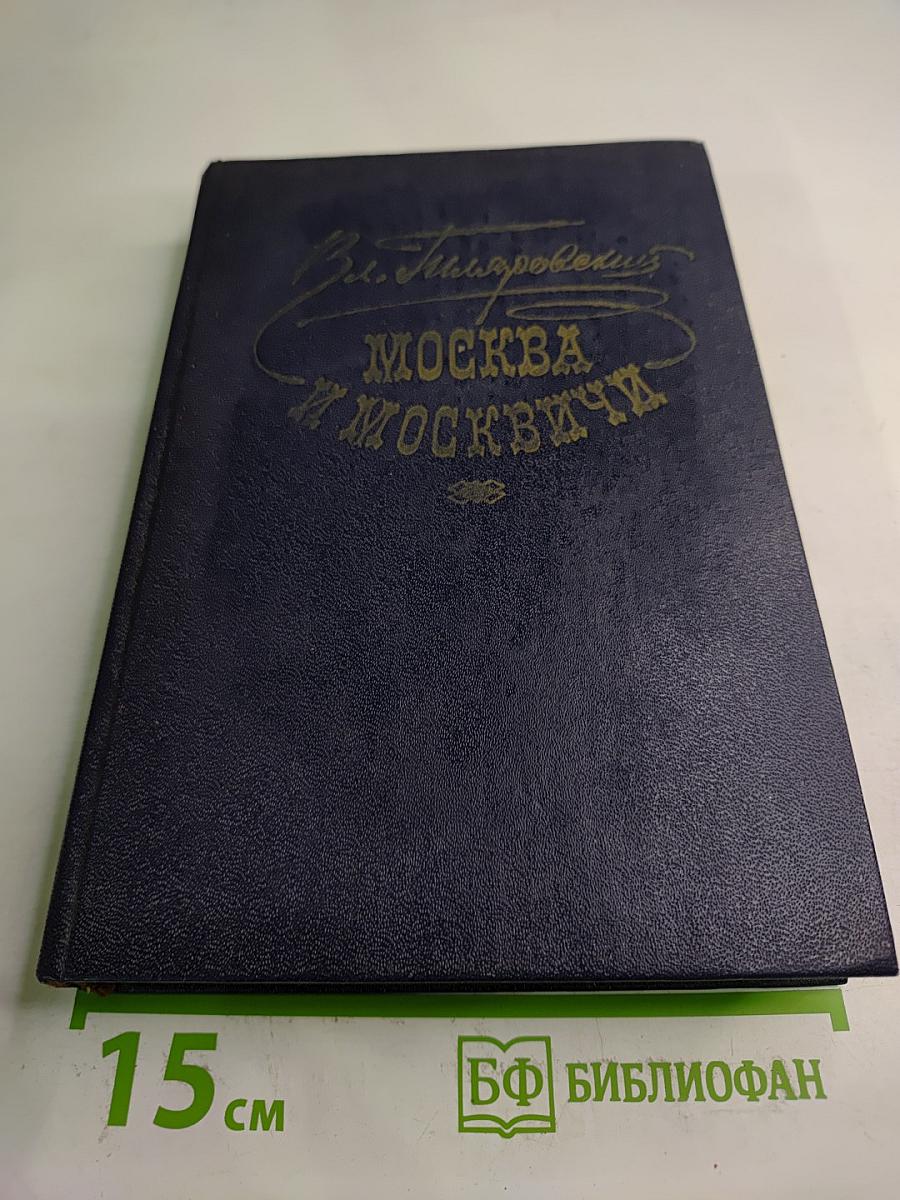 Вл. Гиляровский
МОСКВА
И МОСКВИЧИ
15 см
БФ БИБЛИОФАН